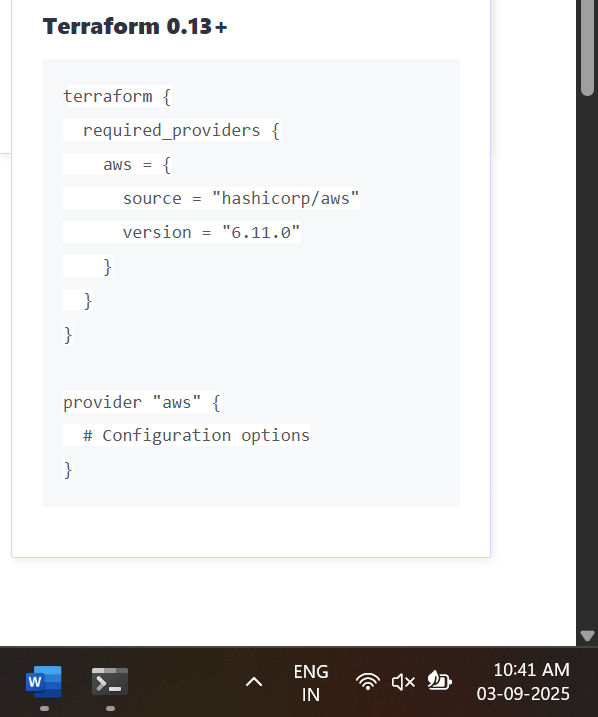 Terraform 0.13+
terraform {
  required_providers {
    aws = {
      source = "hashicorp/aws"
      version = "6.11.0"
    }
  }
}
provider "aws" {
  # Configuration options
}
W
ENG
IN
10:41 AM
03-09-2025